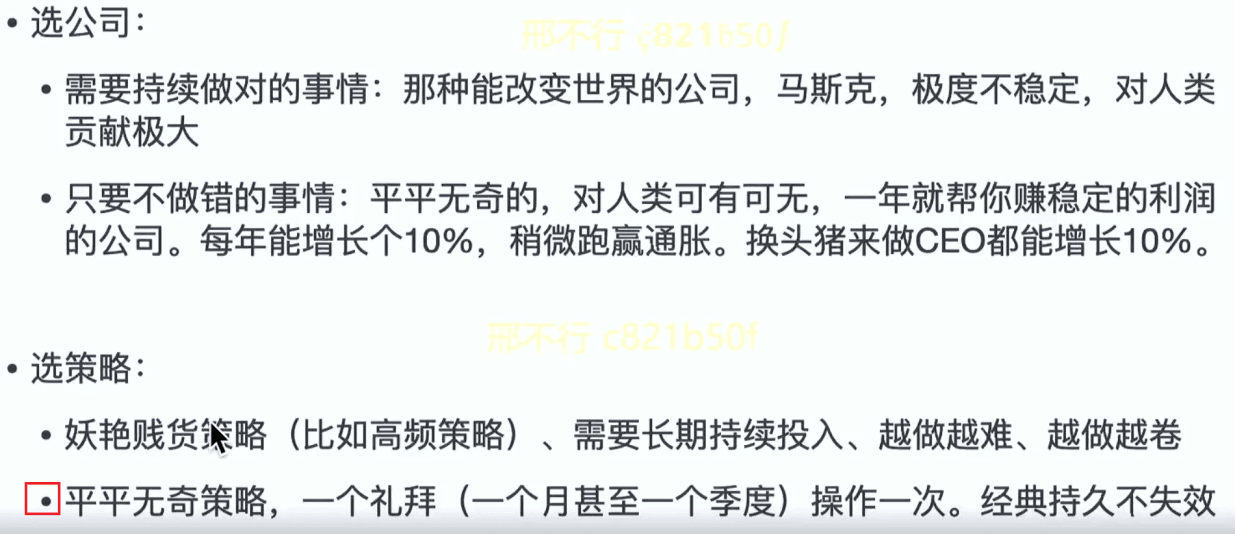 • 选公司：
邢不行 c821b50f
• 需要持续做对的事情：那种能改变世界的公司，马斯克，极度不稳定，对人类
贡献极大
• 只要不做错的事情：平平无奇的，对人类可有可无，一年就帮你赚稳定的利润
的公司。每年能增长个10%，稍微跑赢通胀。换头猪来做CEO都能增长10%。
邢不行 c821b50f
• 选策略：
• 妖艳贱货策略（比如高频策略）、需要长期持续投入、越做越难、越做越卷
• 平平无奇策略，一个礼拜（一个月甚至一个季度）操作一次。经典持久不失效